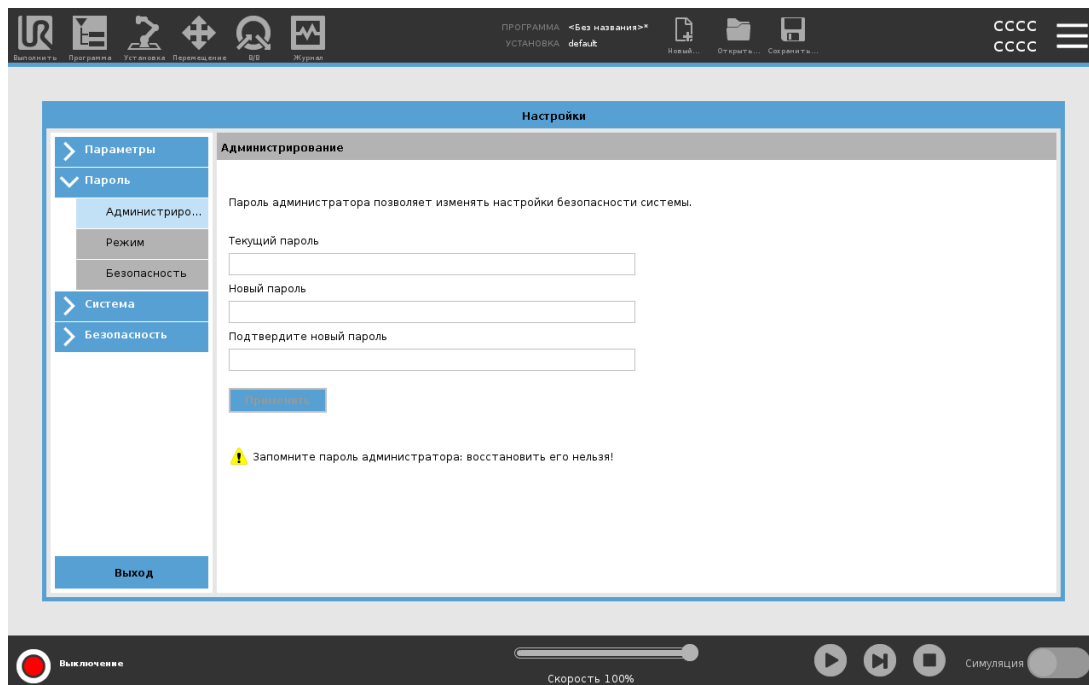 ПРОГРАММА <Без названия>*
УСТАНОВКА default
CCCC
CCCC
Выполнить Программа Установка Перемещение В/В Журнал Новый... Открыть... Сохранить...
Настройки
Параметры
Пароль
Администриро...
Режим
Безопасность
Система
Безопасность
Выход
Администрирование
Пароль администратора позволяет изменять настройки безопасности системы.
Текущий пароль
Новый пароль
Подтвердите новый пароль
Применить
Запомните пароль администратора: восстановить его нельзя!
Выключение
Скорость 100%
Симуляция